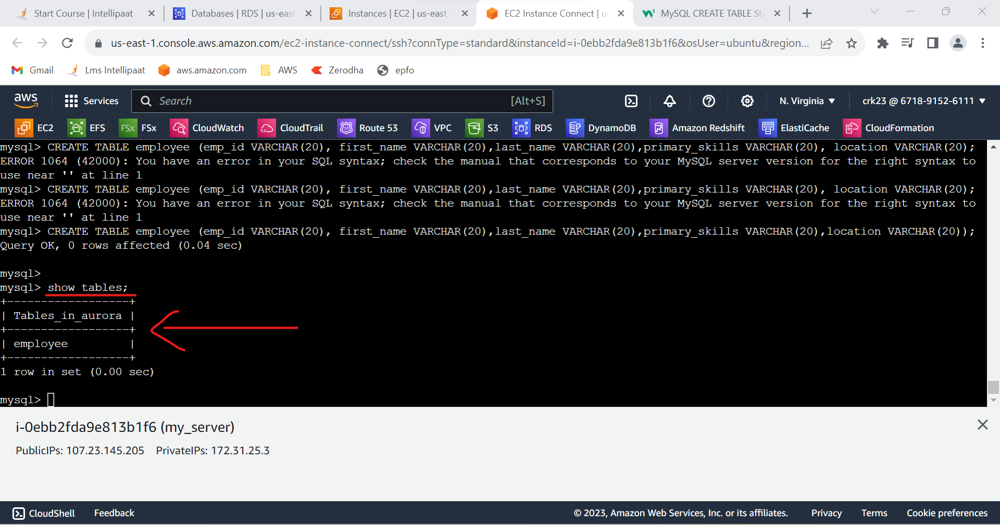 Start Course | Intellipaat
Databases | RDS | us-east
Instances | EC2 | us-east-
EC2 Instance Connect | u
MySQL CREATE TABLE Sta
us-east-1.console.aws.amazon.com/ec2-instance-connect/ssh?connType=standard&instanceId=i-0ebb2fda9e813b1f6&osUser=ubuntu&region...
Gmail Lms Intellipaat aws.amazon.com AWS Zerodha epfo
aws Services Search [Alt+S] N. Virginia ▼ crk23 @ 6718-9152-6111 ▼
EC2 EFS FSx FSx CloudWatch CloudTrail 53 Route 53 VPC S3 RDS DynamoDB Amazon Redshift ElastiCache CloudFormation
mysql> CREATE TABLE employee (emp_id VARCHAR(20), first_name VARCHAR(20),last_name VARCHAR(20),primary_skills VARCHAR(20), location VARCHAR(20);
ERROR 1064 (42000): You have an error in your SQL syntax; check the manual that corresponds to your MySQL server version for the right syntax to
use near '' at line 1
mysql> CREATE TABLE employee (emp_id VARCHAR(20), first_name VARCHAR(20),last_name VARCHAR(20),primary_skills VARCHAR(20), location VARCHAR(20);
ERROR 1064 (42000): You have an error in your SQL syntax; check the manual that corresponds to your MySQL server version for the right syntax to
use near '' at line 1
mysql> CREATE TABLE employee (emp_id VARCHAR(20), first_name VARCHAR(20),last_name VARCHAR(20),primary_skills VARCHAR(20),location VARCHAR(20));
Query OK, 0 rows affected (0.04 sec)
mysql>
mysql> show tables;
+------------------+
| Tables_in_aurora |
+------------------+
| employee         |
+------------------+
1 row in set (0.00 sec)
mysql>
i-0ebb2fda9e813b1f6 (my_server)
PublicIPs: 107.23.145.205 PrivateIPs: 172.31.25.3
CloudShell Feedback © 2023, Amazon Web Services, Inc. or its affiliates. Privacy Terms Cookie preferences